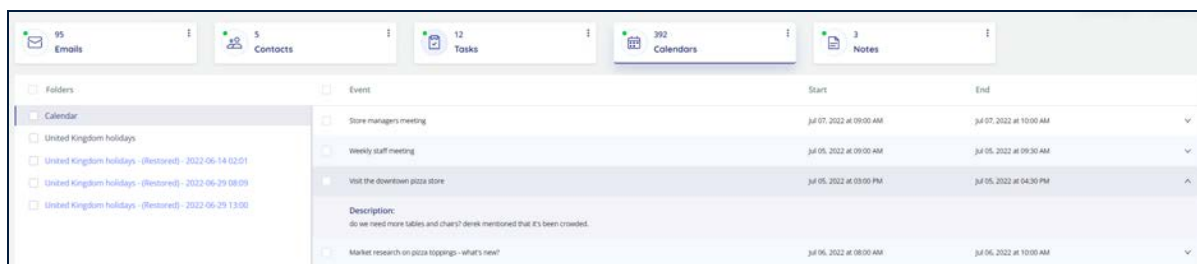 95
Emails
5
Contacts
12
Tasks
392
Calendars
3
Notes
Folders
Event Start End
Calendar
United Kingdom holidays
United Kingdom holidays - (Restored) - 2022-06-14 02:01
United Kingdom holidays - (Restored) - 2022-06-29 08:09
United Kingdom holidays - (Restored) - 2022-06-29 13:00
Store managers meeting Jul 07, 2022 at 09:00 AM Jul 07, 2022 at 10:00 AM
Weekly staff meeting Jul 05, 2022 at 09:00 AM Jul 05, 2022 at 09:30 AM
Visit the downtown pizza store Jul 05, 2022 at 03:00 PM Jul 05, 2022 at 04:30 PM
Description:
do we need more tables and chairs? derek mentioned that it's been crowded.
Market research on pizza toppings - what's new? Jul 06, 2022 at 08:00 AM Jul 06, 2022 at 10:00 AM